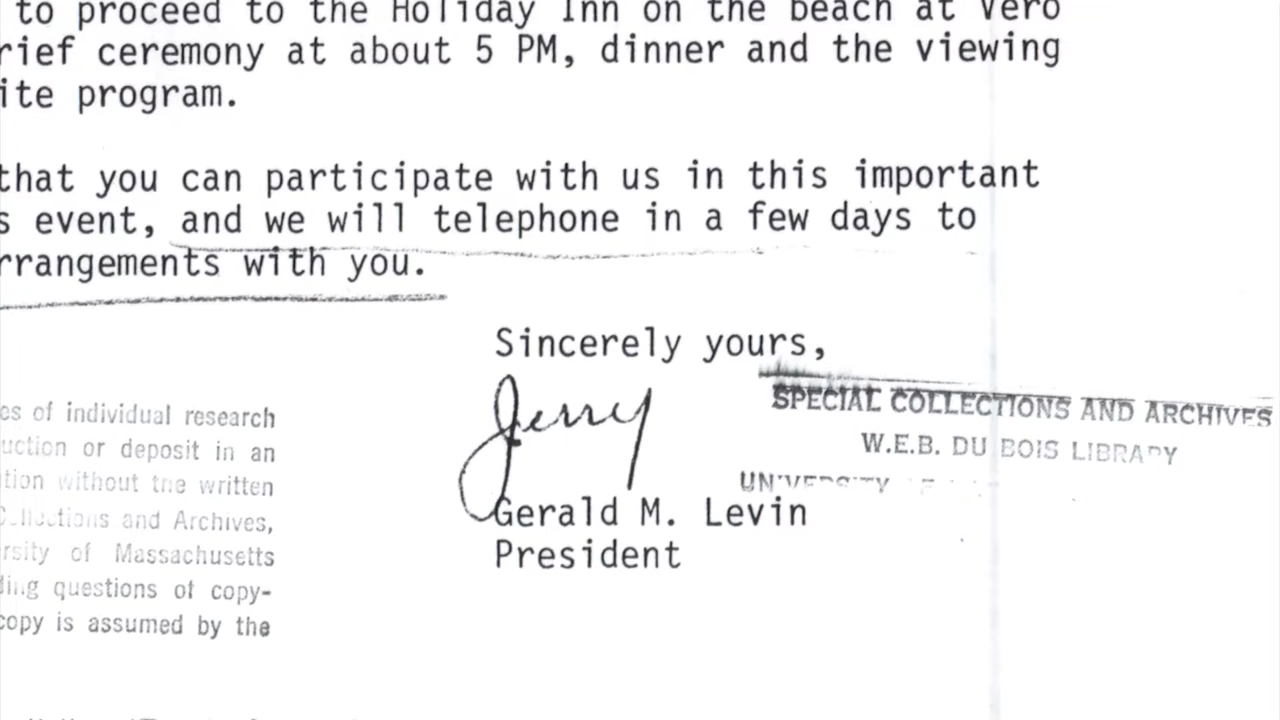 to proceed to the Holiday Inn on the beach at Vero
rief ceremony at about 5 PM, dinner and the viewing
ite program.
that you can participate with us in this important
s event, and we will telephone in a few days to
rrangements with you.
Sincerely yours,
Jerry
Gerald M. Levin
President
SPECIAL COLLECTIONS AND ARCHIVES
W.E.B. DU BOIS LIBRARY
UNIVERSITY
es of individual research
uction or deposit in an
tion without the written
Collections and Archives,
rsity of Massachusetts
ding questions of copy-
copy is assumed by the